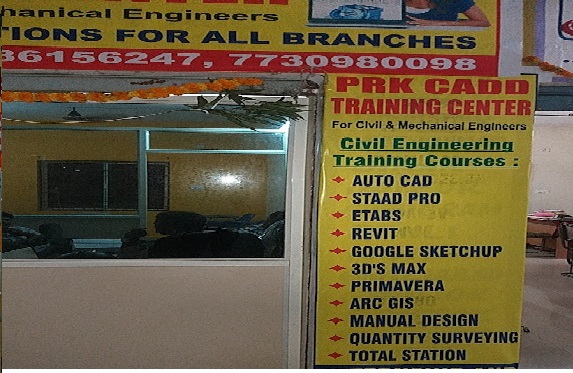 CADD
hanical Engineers
TIONS FOR ALL BRANCHES
86156247, 7730980098
PRK CADD
TRAINING CENTER
For Civil & Mechanical Engineers
Civil Engineering
Training Courses :
AUTO CAD
STAAD PRO
ETABS
REVIT
GOOGLE SKETCHUP
3D'S MAX
PRIMAVERA
ARC GIS
MANUAL DESIGN
QUANTITY SURVEYING
TOTAL STATION